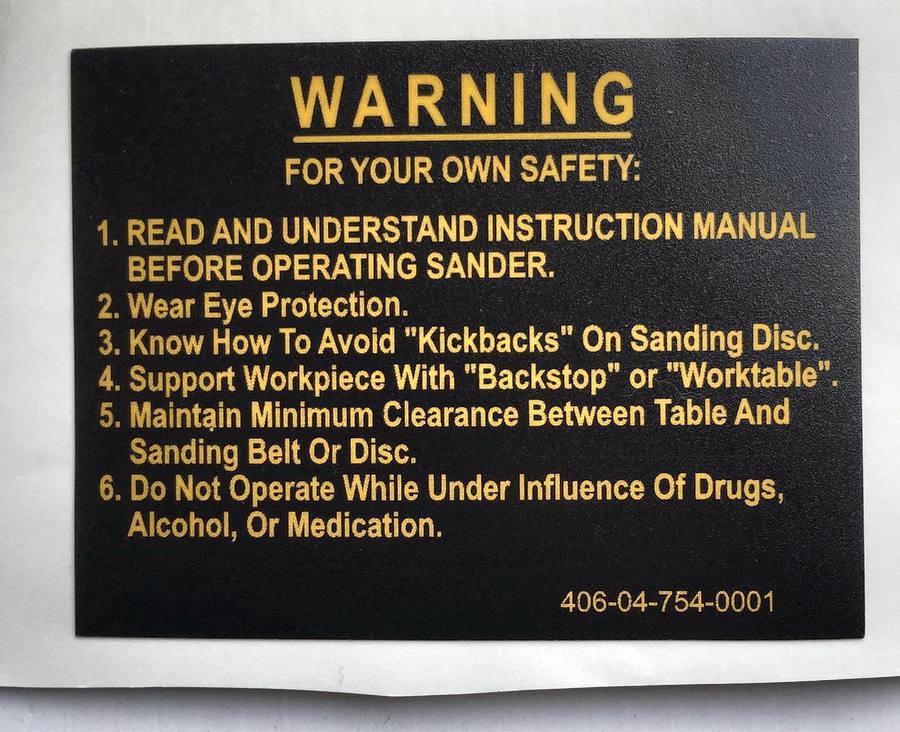 WARNING
FOR YOUR OWN SAFETY:
1. READ AND UNDERSTAND INSTRUCTION MANUAL
BEFORE OPERATING SANDER.
2. Wear Eye Protection.
3. Know How To Avoid "Kickbacks" On Sanding Disc.
4. Support Workpiece With "Backstop" or "Worktable".
5. Maintain Minimum Clearance Between Table And
Sanding Belt Or Disc.
6. Do Not Operate While Under Influence Of Drugs,
Alcohol, Or Medication.
406-04-754-0001